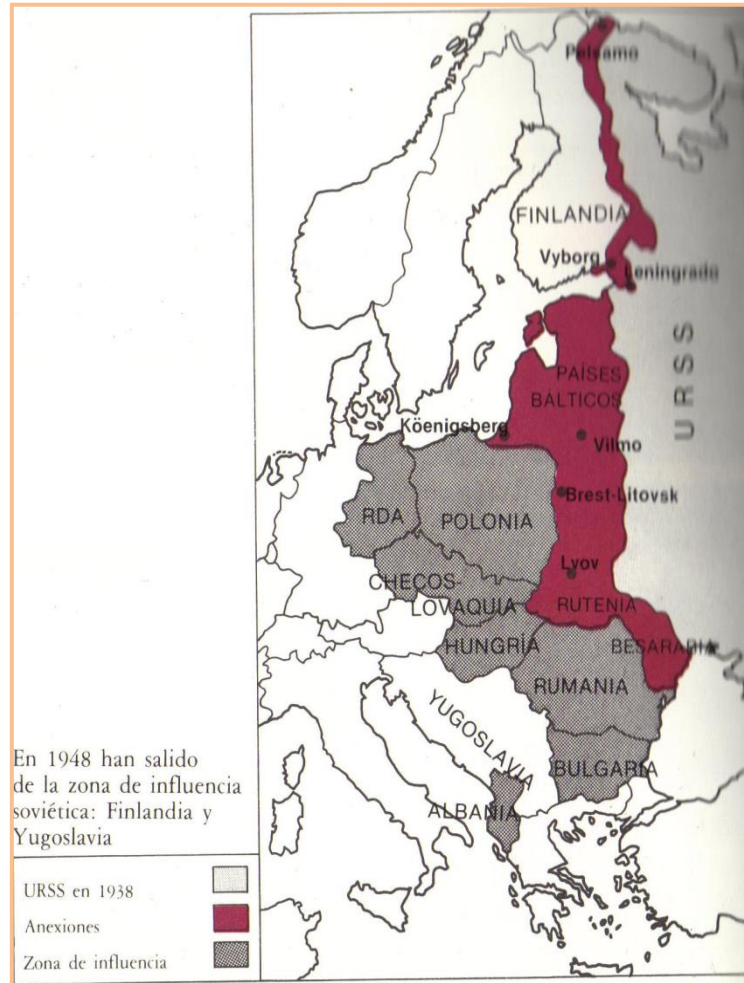 Petsamo
FINLANDIA
Vyborg
Leningrado
URSS
PAÍSES
BÁLTICOS
Köenigsberg
Vilmo
Brest-Litovsk
RDA
POLONIA
Lvov
CHECOS-
LOVAQUIA
RUTENIA
HUNGRÍA
BESARABIA
RUMANIA
YUGOSLAVIA
BULGARIA
ALBANIA
En 1948 han salido
de la zona de influencia
soviética: Finlandia y
Yugoslavia
URSS en 1938
Anexiones
Zona de influencia